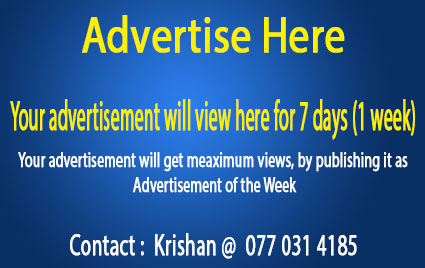 Advertise Here
Your advertisement will view here for 7 days (1 week)
Your advertisement will get meaximum views, by publishing it as
Advertisement of the Week
Contact : Krishan @ 077 031 4185